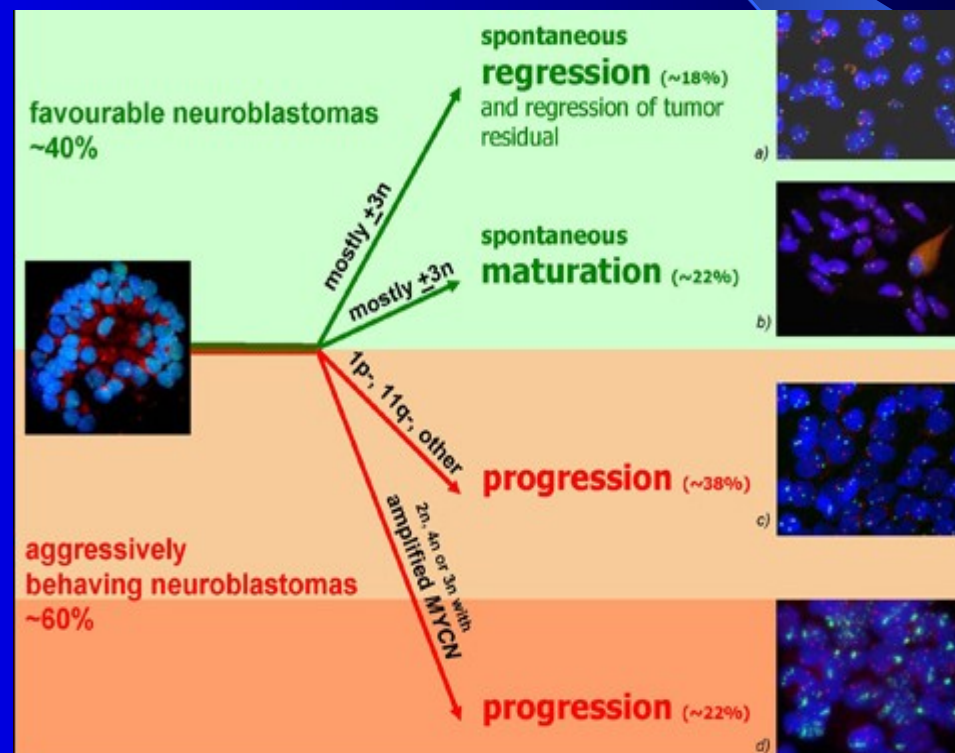 spontaneous
regression (~18%)
and regression of tumor
residual
a)
favourable neuroblastomas
~40%
mostly +3n
spontaneous
maturation (~22%)
mostly +3n
b)
1p-, 11q-, other
progression (~38%)
c)
2n, 4n or 3n with
amplified MYCN
aggressively
behaving neuroblastomas
~60%
progression (~22%)
d)